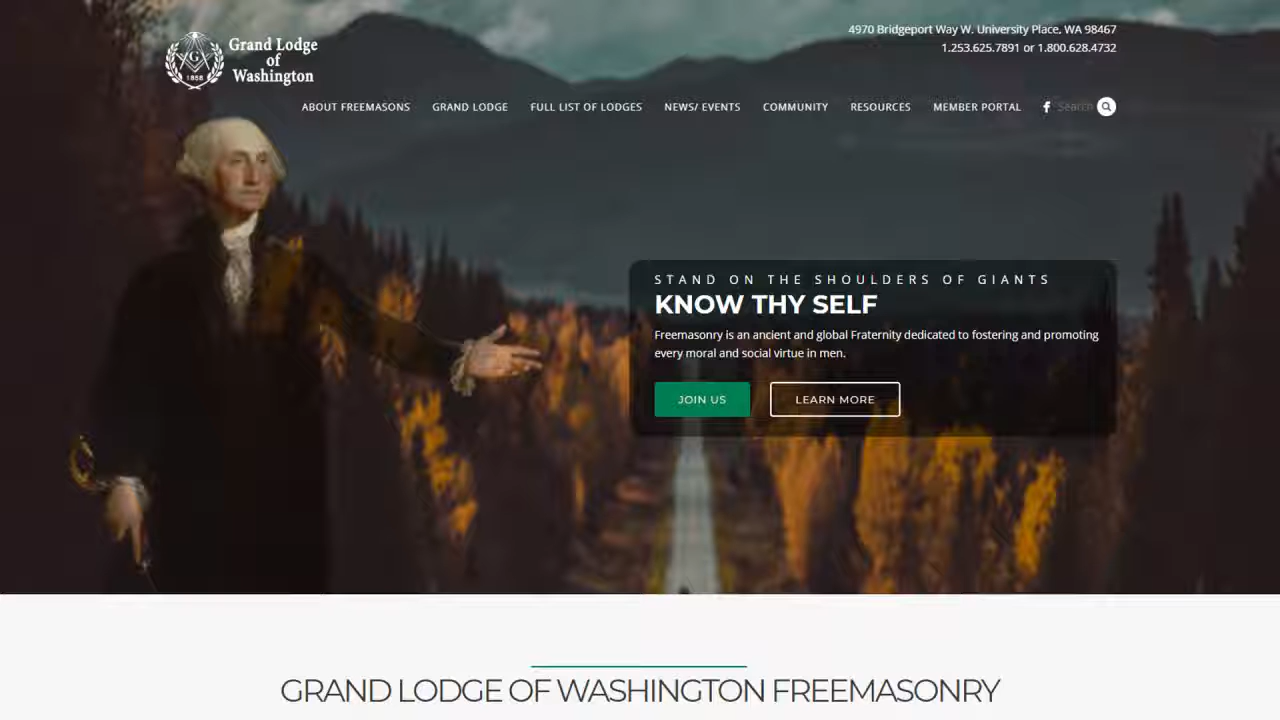 4970 Bridgeport Way W. University Place, WA 98467
1.253.625.7891 or 1.800.628.4732
G
1858
Grand Lodge
of
Washington
ABOUT FREEMASONS GRAND LODGE FULL LIST OF LODGES NEWS/ EVENTS COMMUNITY RESOURCES MEMBER PORTAL f Search
STAND ON THE SHOULDERS OF GIANTS
KNOW THY SELF
Freemasonry is an ancient and global Fraternity dedicated to fostering and promoting
every moral and social virtue in men.
JOIN US LEARN MORE
GRAND LODGE OF WASHINGTON FREEMASONRY